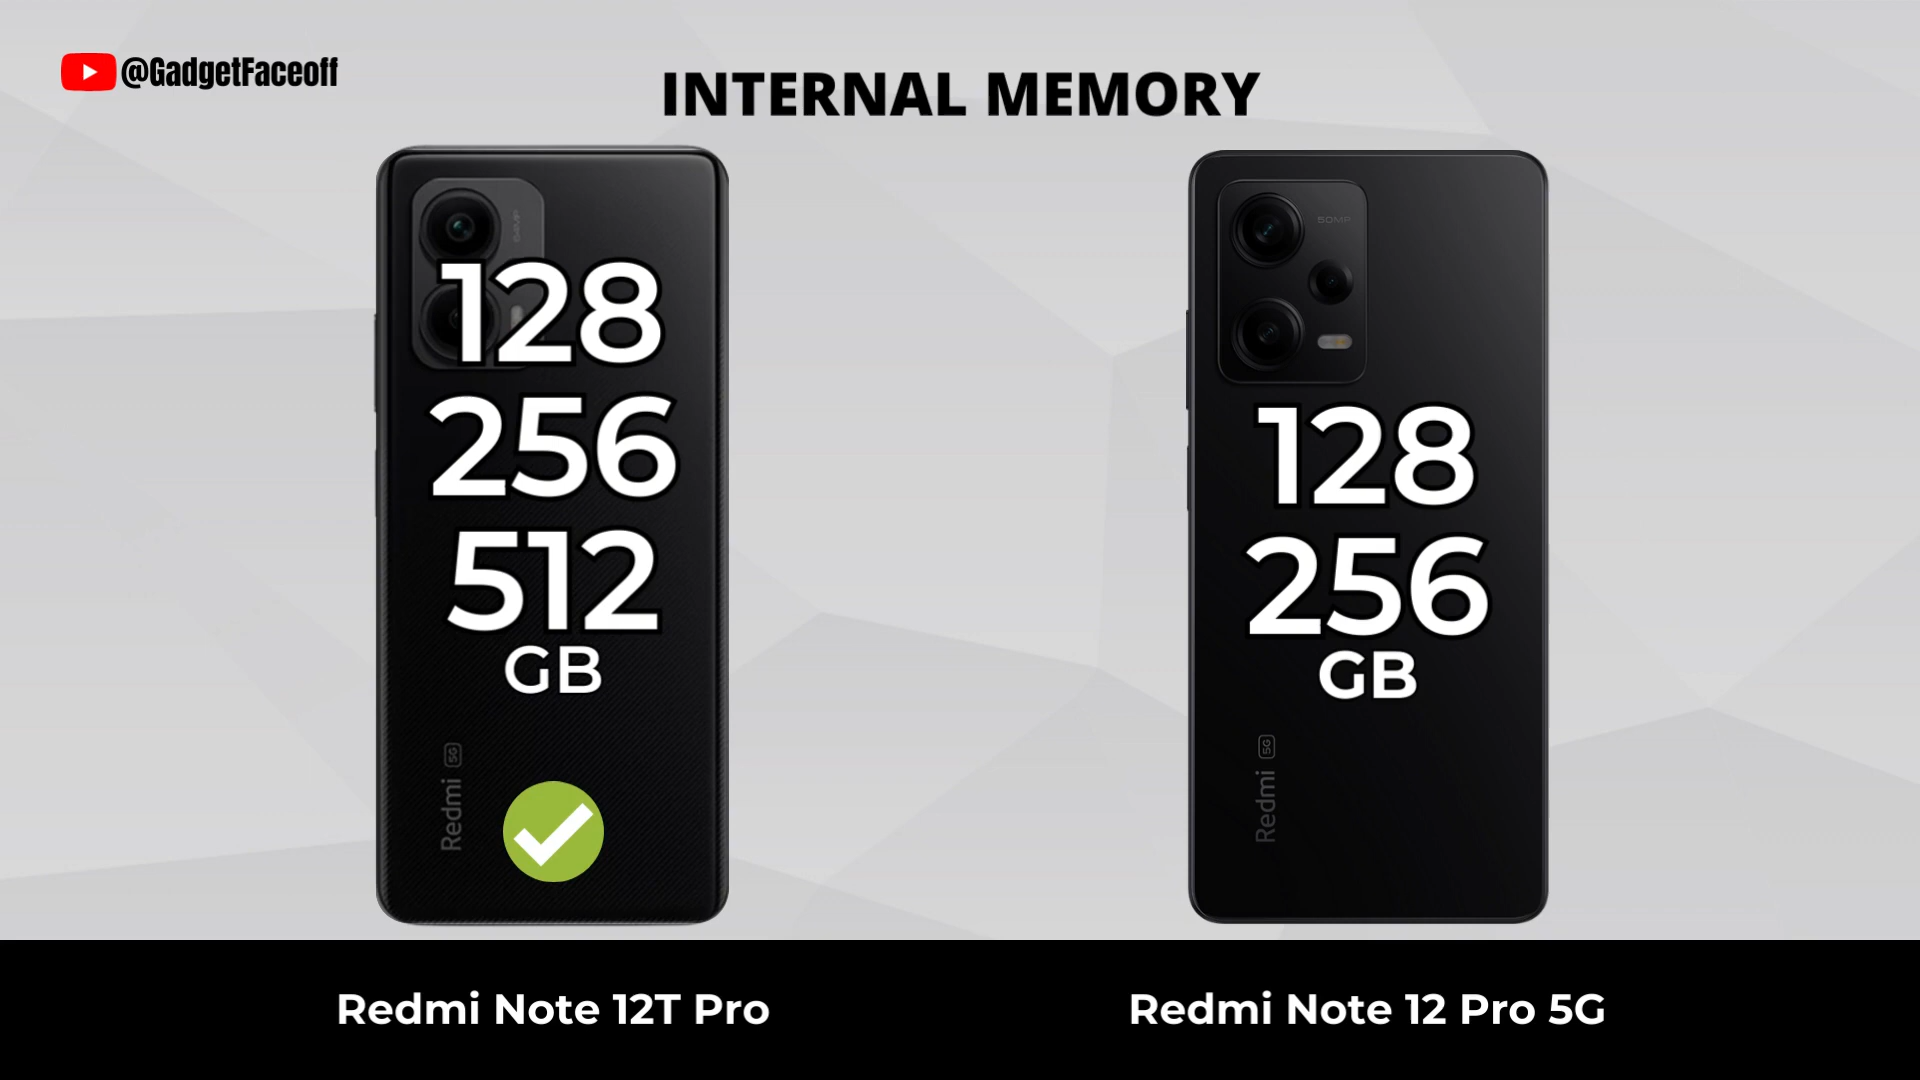 @GadgetFaceoff
INTERNAL MEMORY
64MP
128
256
512
GB
Redmi 5G
50MP
128
256
GB
Redmi 5G
Redmi Note 12T Pro
Redmi Note 12 Pro 5G